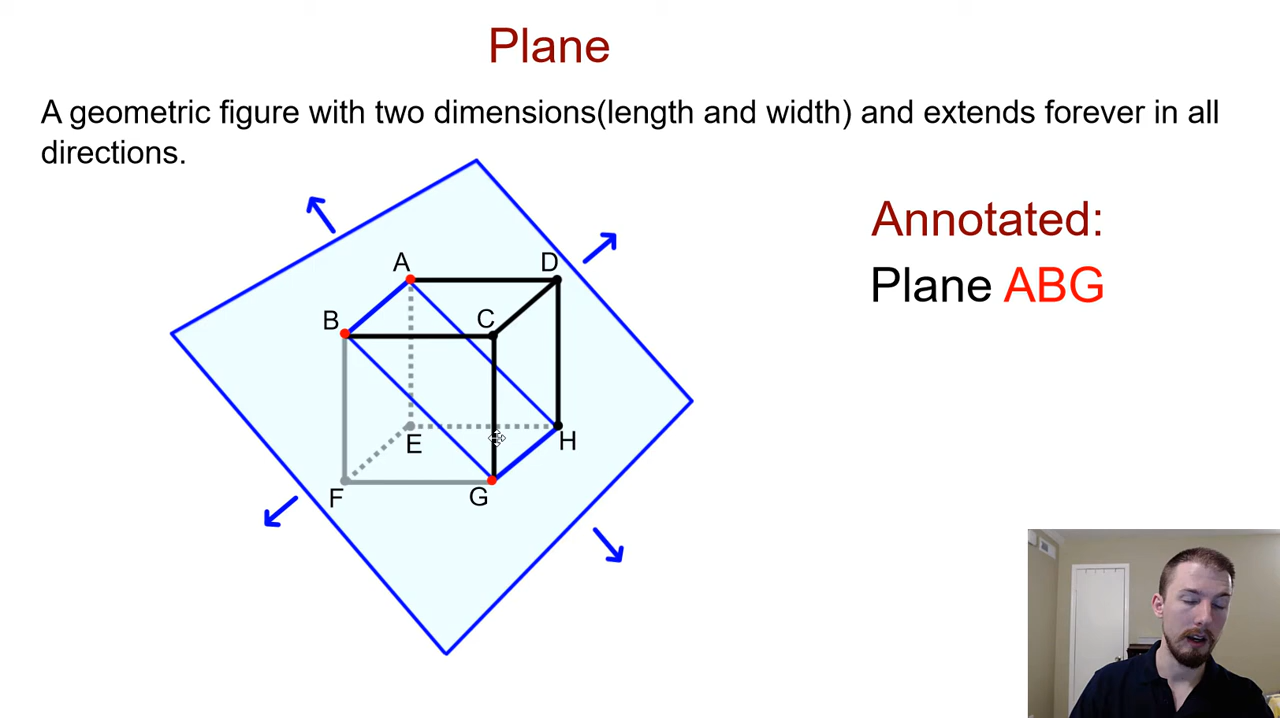 Plane
A geometric figure with two dimensions(length and width) and extends forever in all
directions.
Annotated:
Plane ABG
A
D
B
C
E
H
F
G